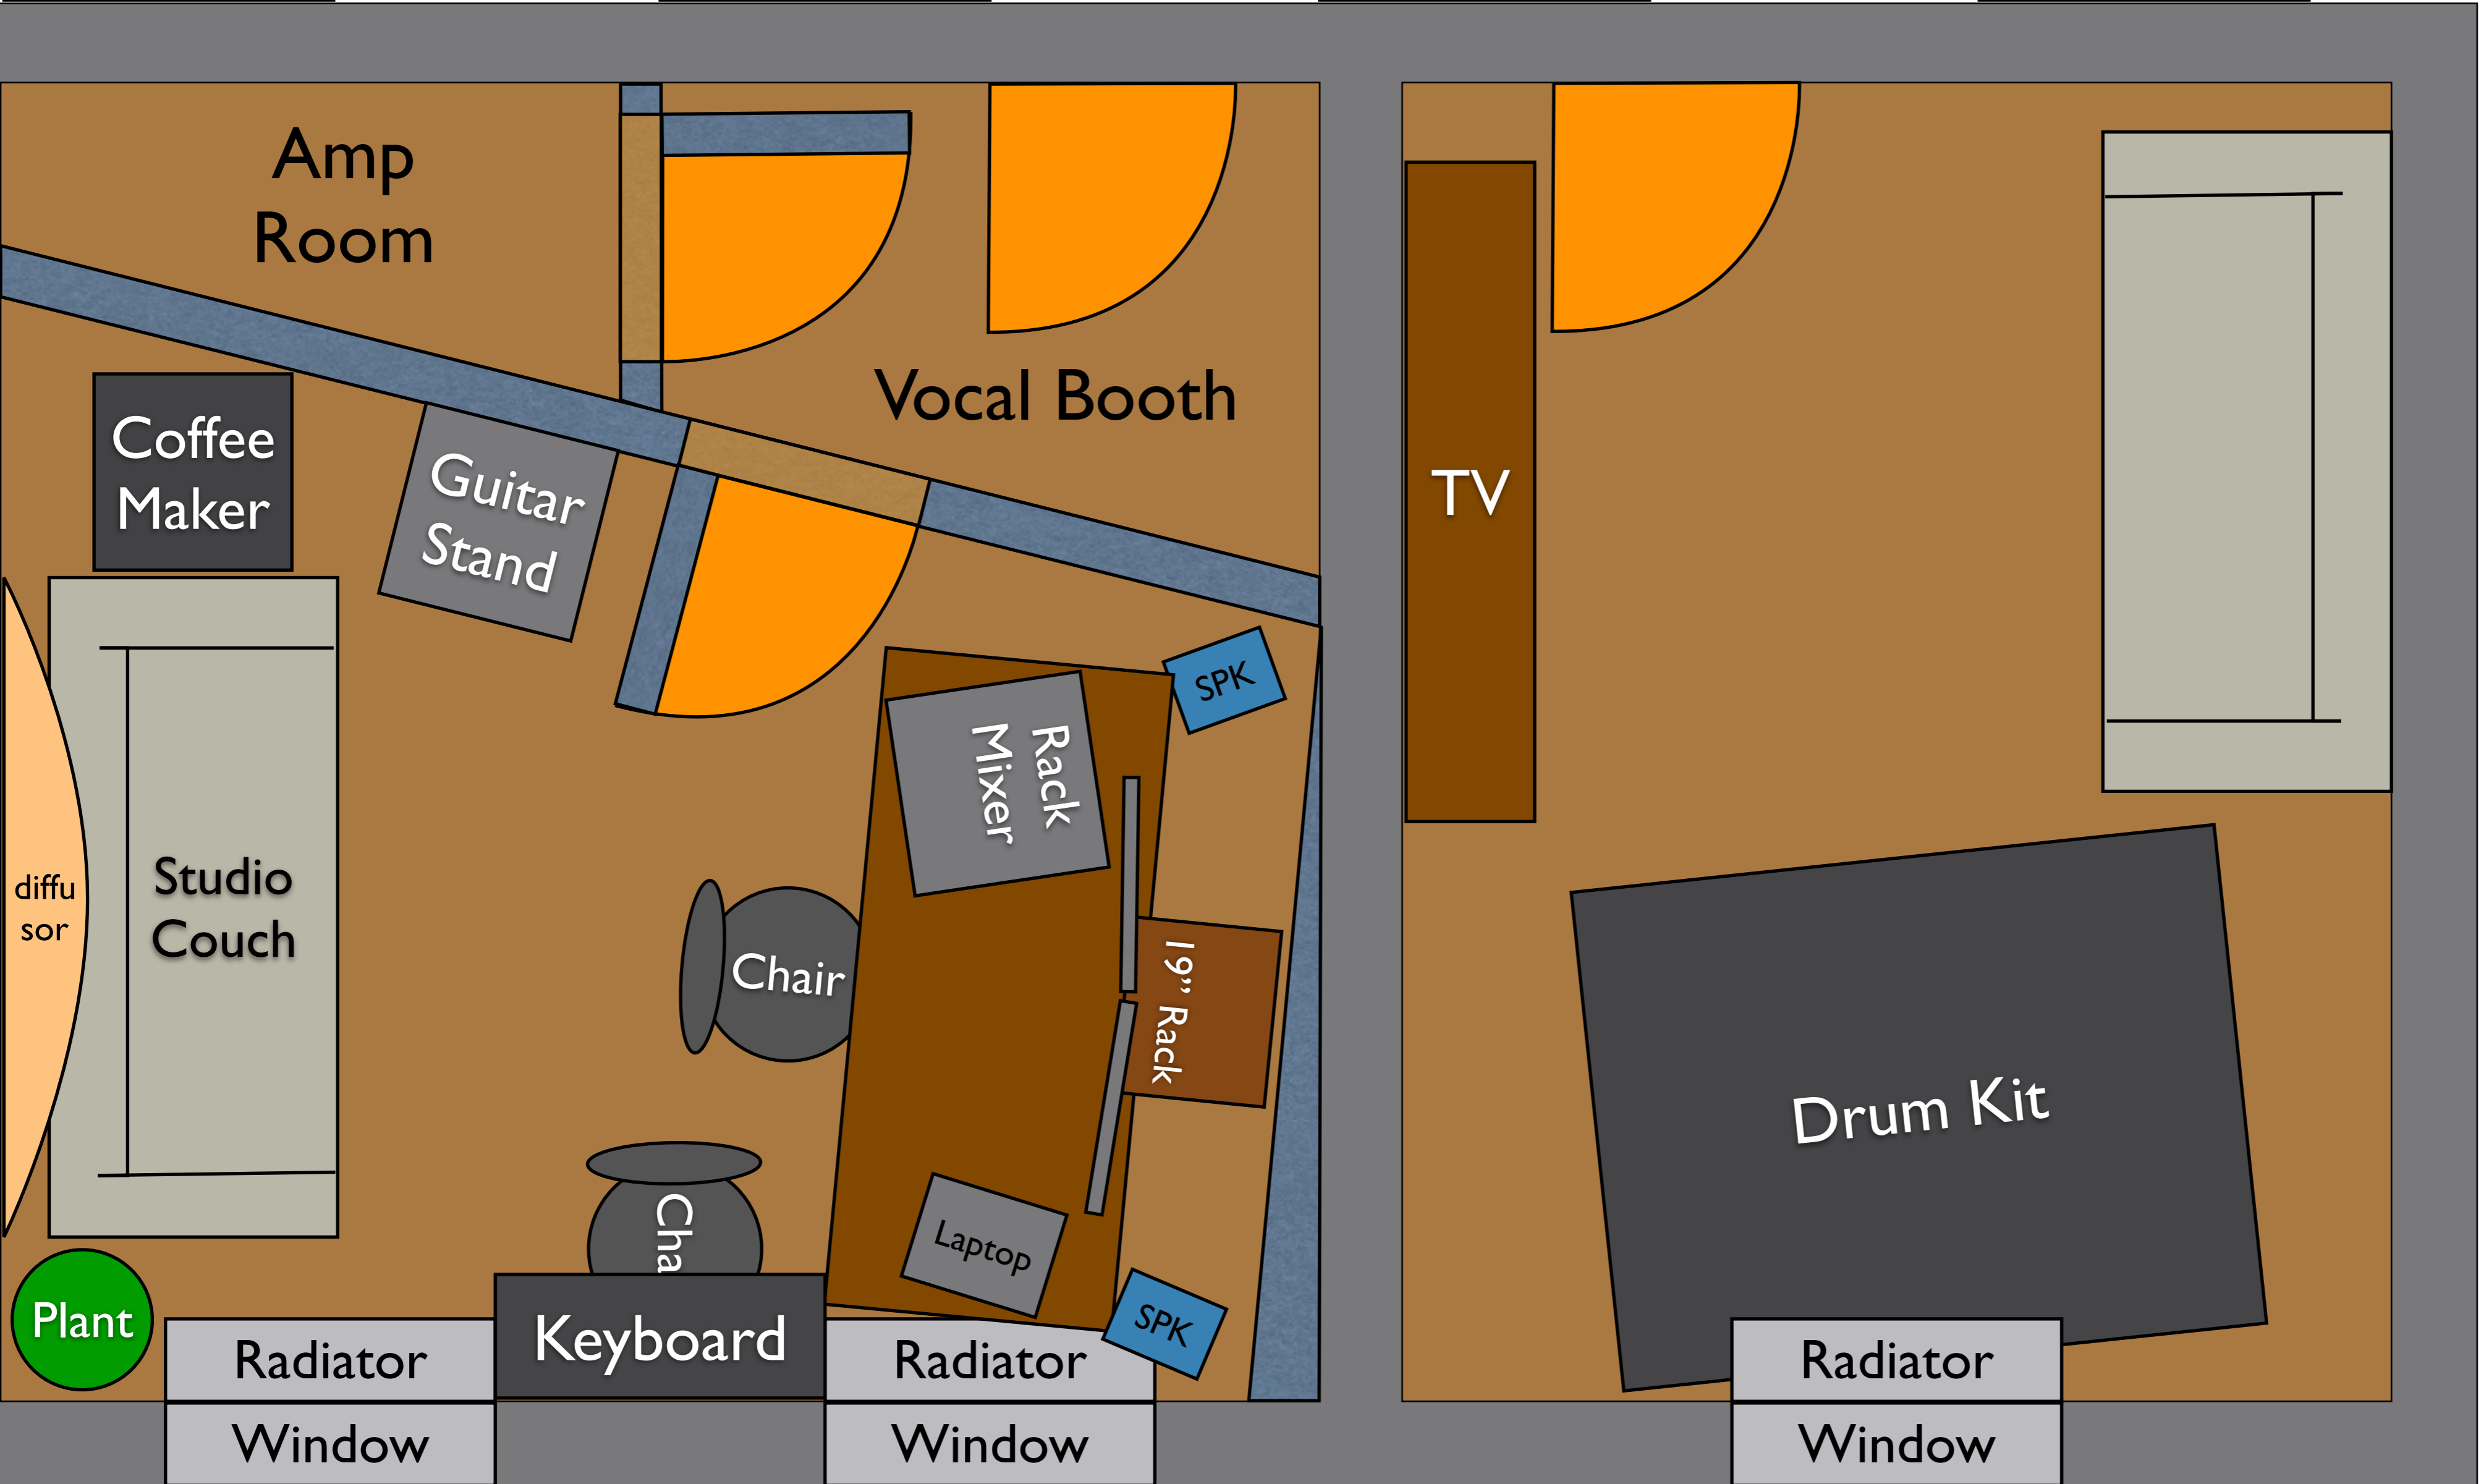 Amp
Room
Vocal Booth
Coffee
Maker
Guitar
Stand
TV
SPK
Rack
Mixer
diffu
sor
Studio
Couch
Chair
19” Rack
Drum Kit
Cha
Laptop
Plant
Keyboard
SPK
Radiator
Radiator
Radiator
Window
Window
Window